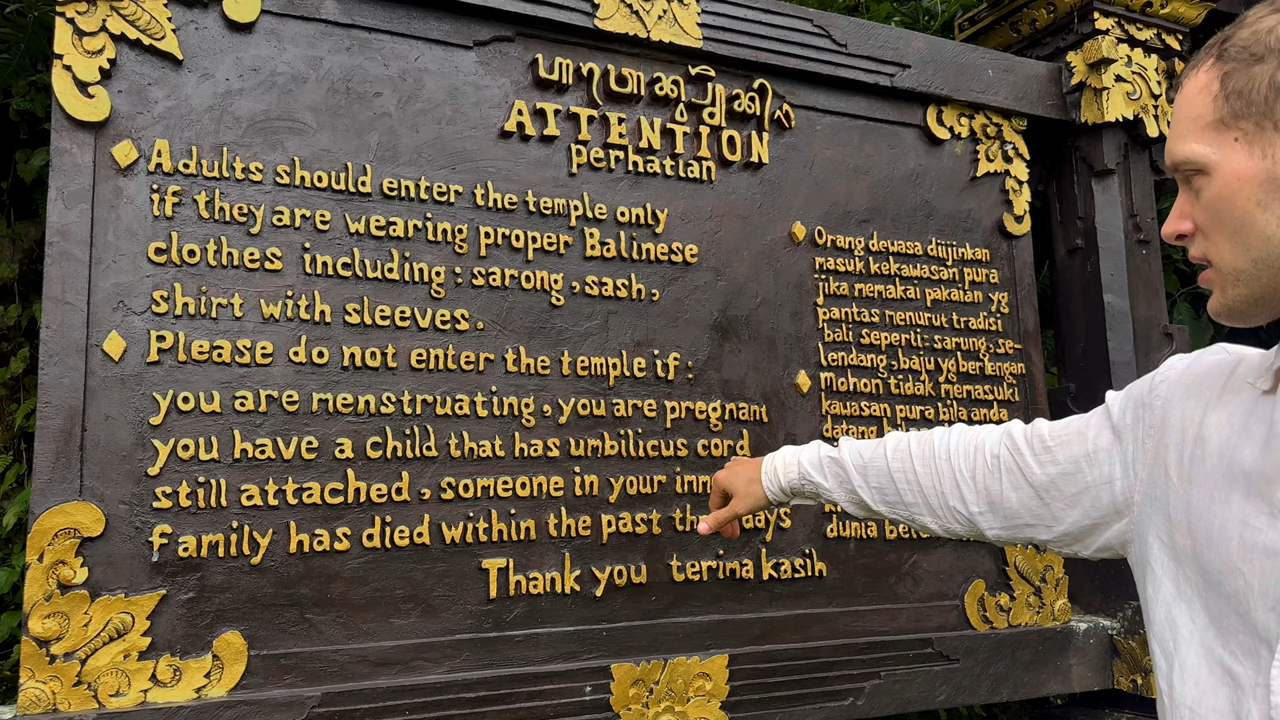 ATTENTION
perhatian
Adults should enter the temple only
if they are wearing proper Balinese
clothes including: sarong, sash,
shirt with sleeves.
Please do not enter the temple if:
you are menstruating, you are pregnant
you have a child that has umbilicus cord
still attached, someone in your
family has died within the past days
Thank you terima kasih
Orang dewasa diijinkan
masuk kekawasan pura
jika memakai pakaian yg
pantas menurut tradisi
bali seperti: sarung, se-
lendang, baju yg berlengan
Mohon tidak memasuki
kawasan pura bila anda
datang
dunia